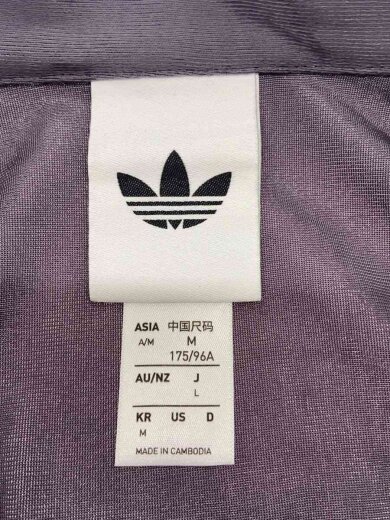 ASIA 中国尺码
A/M M
175/96A
AU/NZ J
L
KR US D
M
MADE IN CAMBODIA